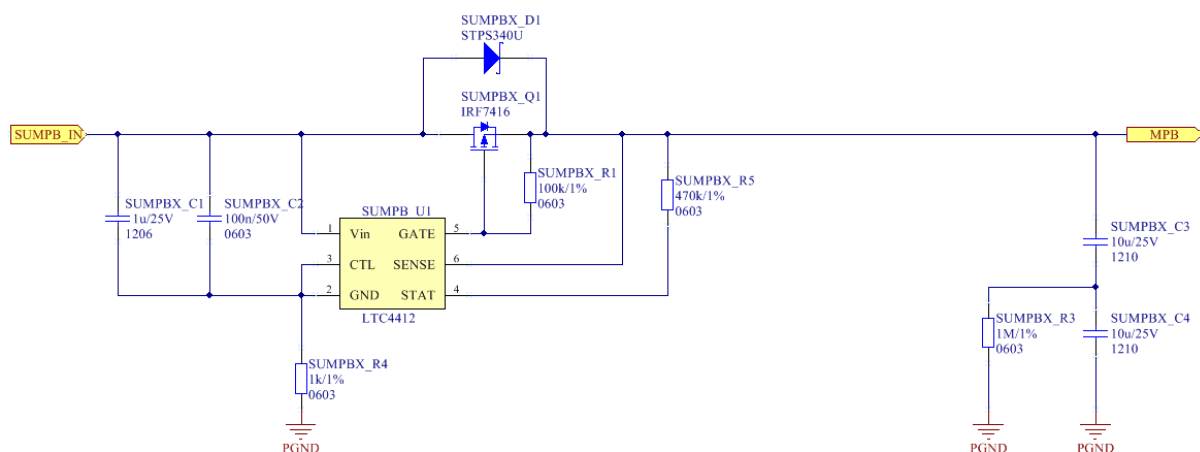 SUMPBX_D1
STPS340U
SUMPBX_Q1
IRF7416
SUMPB_IN
MPB
SUMPBX_R1
100k/1%
0603
SUMPBX_R5
470k/1%
0603
SUMPBX_C1
1u/25V
1206
SUMPBX_C2
100n/50V
0603
SUMPB_U1
1 Vin GATE 5
3 CTL SENSE 6
2 GND STAT 4
LTC4412
SUMPBX_C3
10u/25V
1210
SUMPBX_R3
1M/1%
0603
SUMPBX_C4
10u/25V
1210
SUMPBX_R4
1k/1%
0603
PGND
PGND
PGND